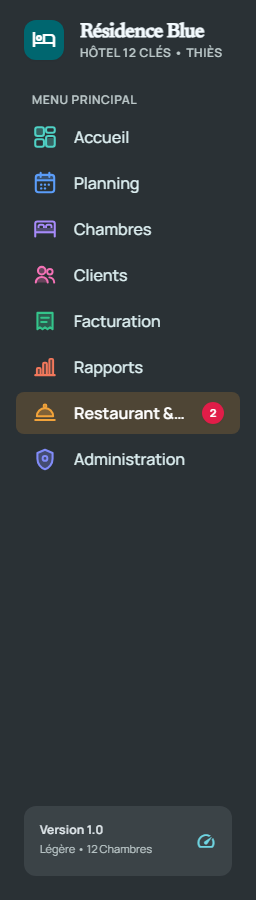 Résidence Blue
HÔTEL 12 CLÉS • THIÈS
MENU PRINCIPAL
Accueil
Planning
Chambres
Clients
Facturation
Rapports
Restaurant &... 2
Administration
Version 1.0
Légère • 12 Chambres